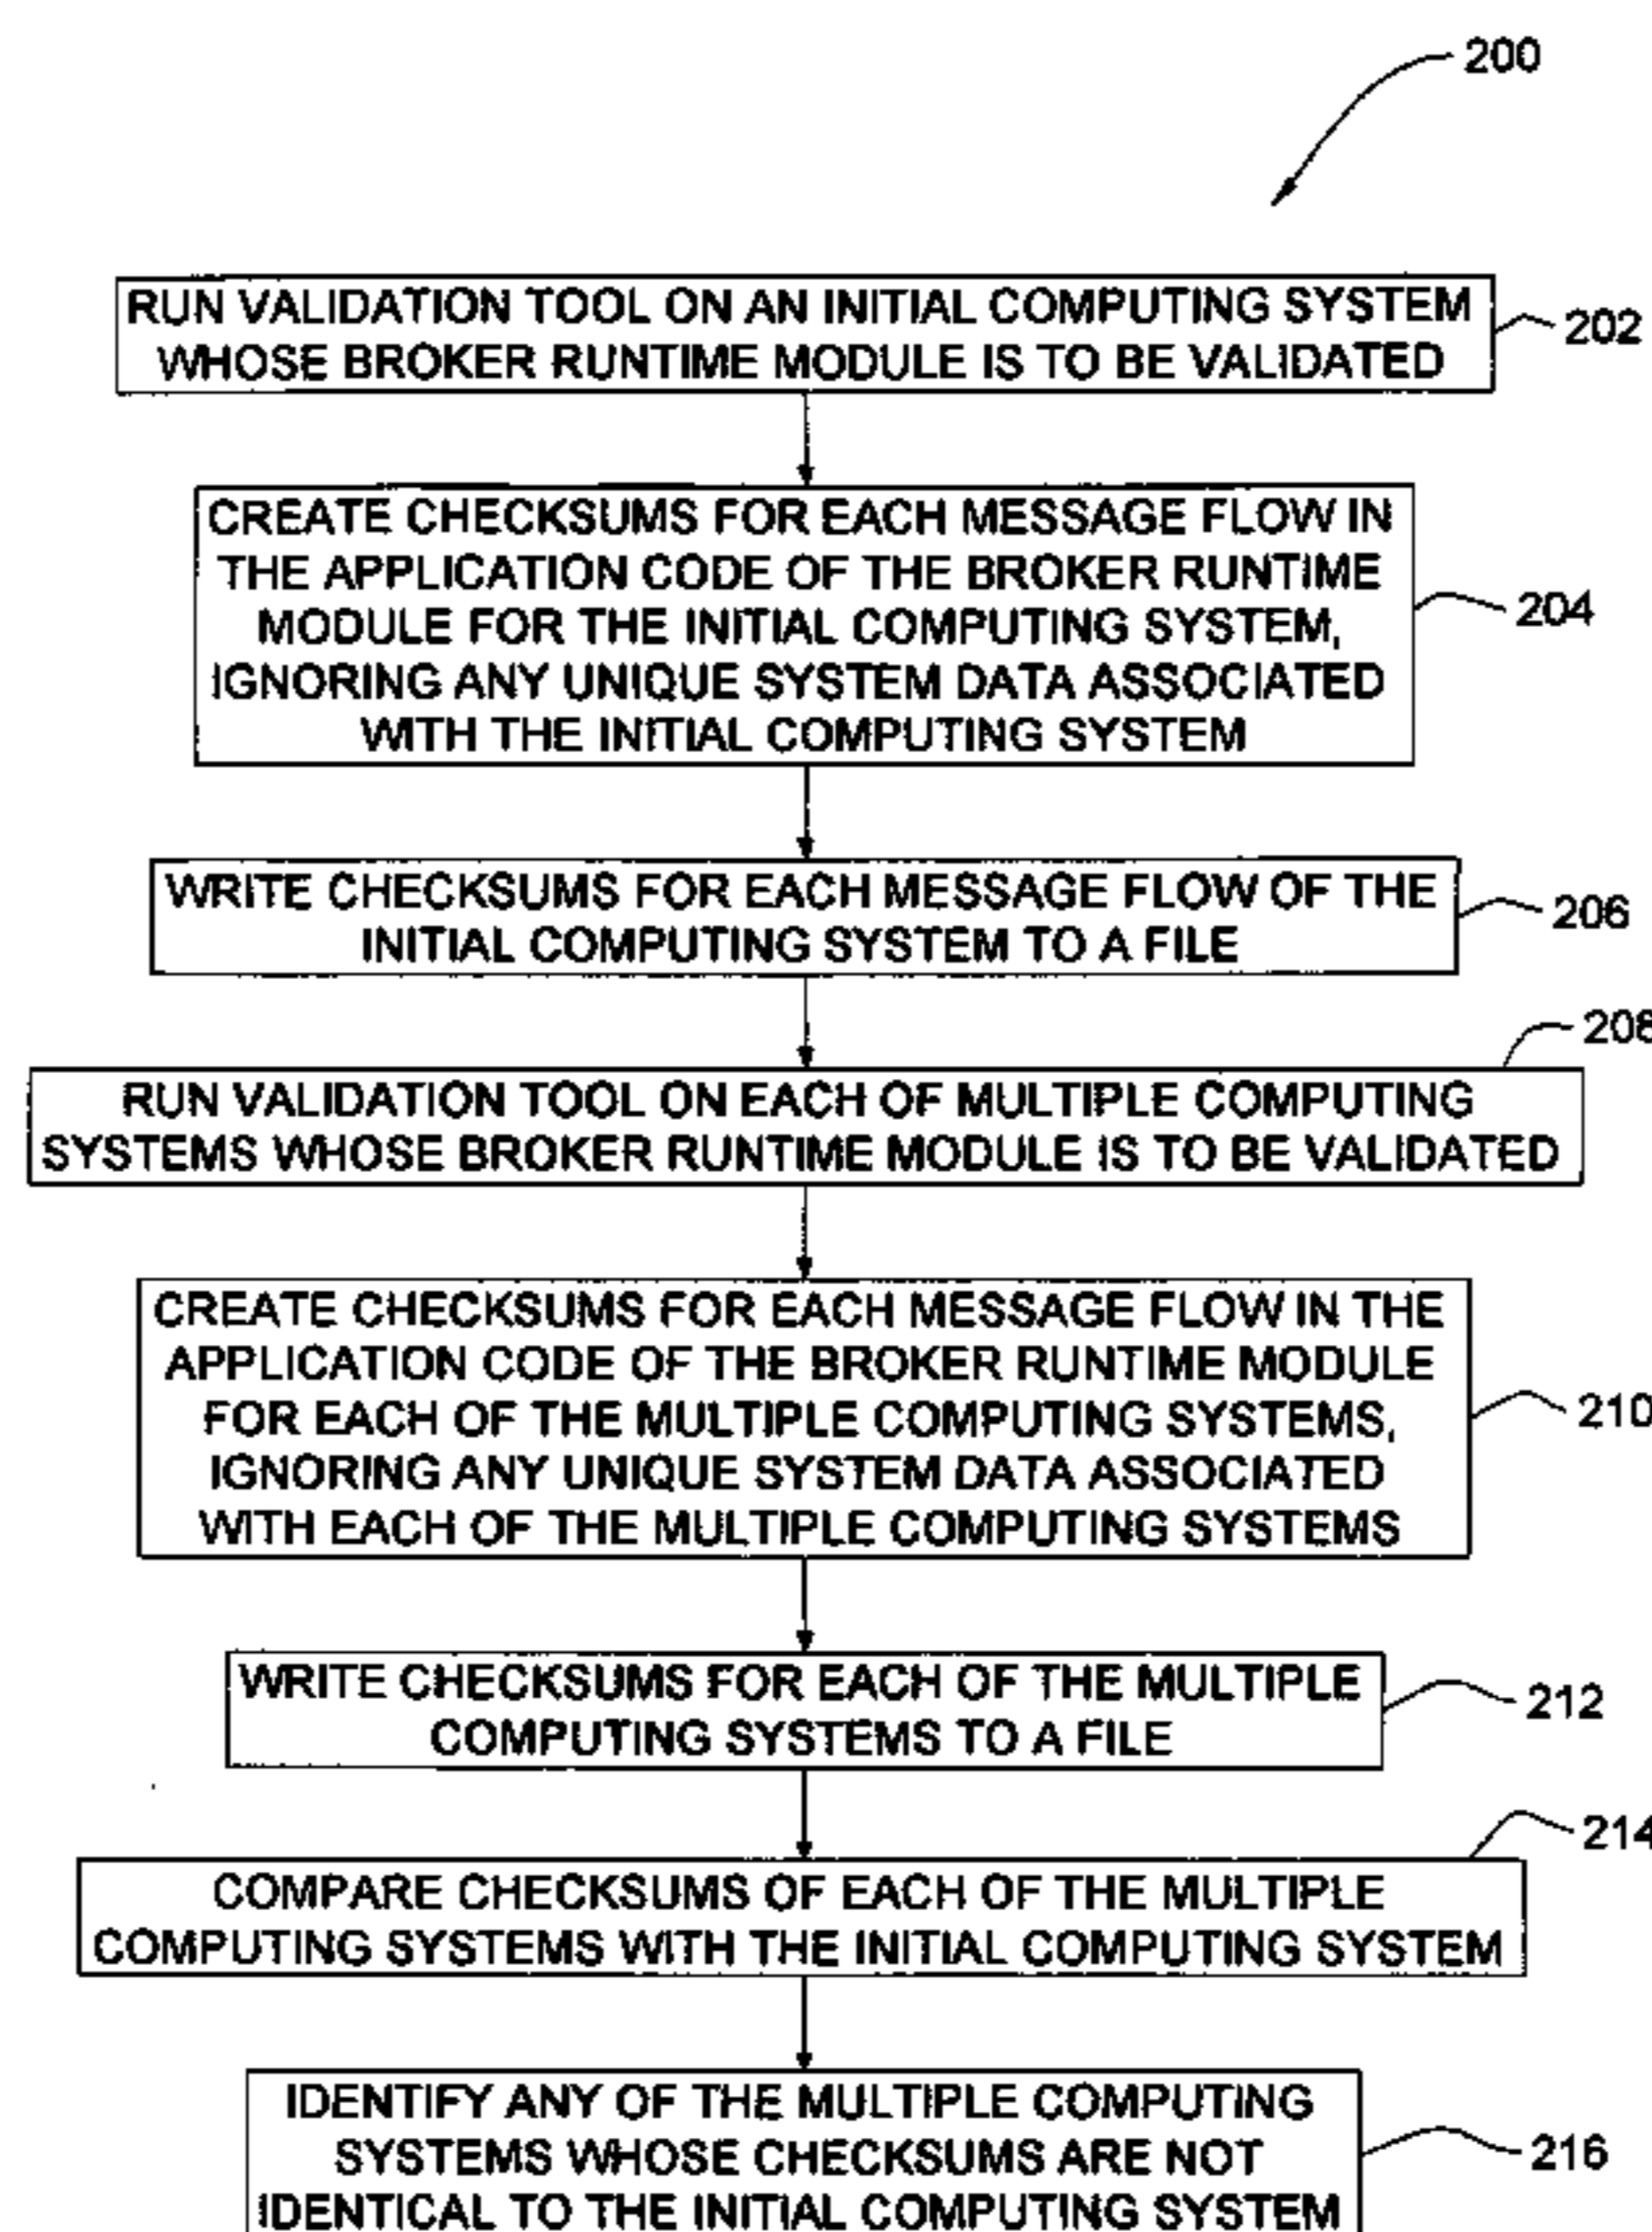 200
RUN VALIDATION TOOL ON AN INITIAL COMPUTING SYSTEM
WHOSE BROKER RUNTIME MODULE IS TO BE VALIDATED
202
CREATE CHECKSUMS FOR EACH MESSAGE FLOW IN
THE APPLICATION CODE OF THE BROKER RUNTIME
MODULE FOR THE INITIAL COMPUTING SYSTEM,
IGNORING ANY UNIQUE SYSTEM DATA ASSOCIATED
WITH THE INITIAL COMPUTING SYSTEM
204
WRITE CHECKSUMS FOR EACH MESSAGE FLOW OF THE
INITIAL COMPUTING SYSTEM TO A FILE
206
208
RUN VALIDATION TOOL ON EACH OF MULTIPLE COMPUTING
SYSTEMS WHOSE BROKER RUNTIME MODULE IS TO BE VALIDATED
CREATE CHECKSUMS FOR EACH MESSAGE FLOW IN THE
APPLICATION CODE OF THE BROKER RUNTIME MODULE
FOR EACH OF THE MULTIPLE COMPUTING SYSTEMS,
IGNORING ANY UNIQUE SYSTEM DATA ASSOCIATED
WITH EACH OF THE MULTIPLE COMPUTING SYSTEMS
210
WRITE CHECKSUMS FOR EACH OF THE MULTIPLE
COMPUTING SYSTEMS TO A FILE
212
214
COMPARE CHECKSUMS OF EACH OF THE MULTIPLE
COMPUTING SYSTEMS WITH THE INITIAL COMPUTING SYSTEM
IDENTIFY ANY OF THE MULTIPLE COMPUTING
SYSTEMS WHOSE CHECKSUMS ARE NOT
IDENTICAL TO THE INITIAL COMPUTING SYSTEM
216